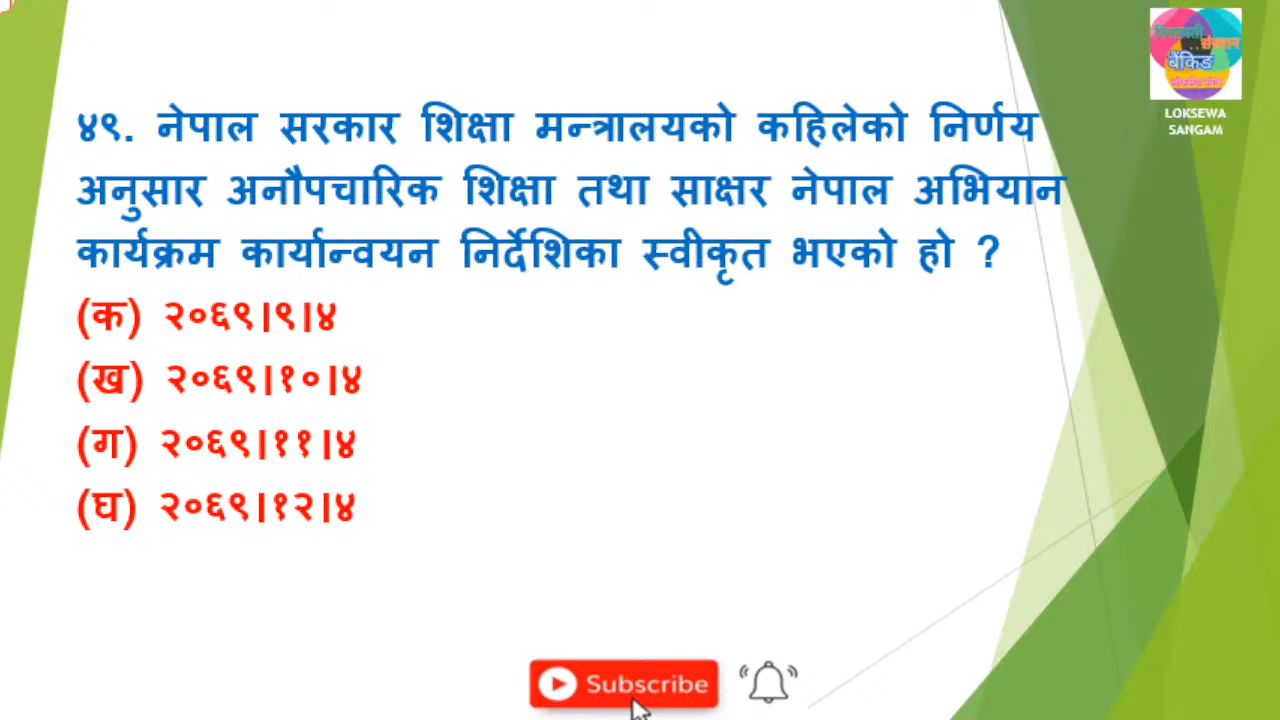 LOKSEWA
SANGAM
४९. नेपाल सरकार शिक्षा मन्त्रालयको कहिलेको निर्णय
अनुसार अनौपचारिक शिक्षा तथा साक्षर नेपाल अभियान
कार्यक्रम कार्यान्वयन निर्देशिका स्वीकृत भएको हो ?
(क) २०६९।९।४
(ख) २०६९।१०।४
(ग) २०६९।११।४
(घ) २०६९।१२।४
Subscribe